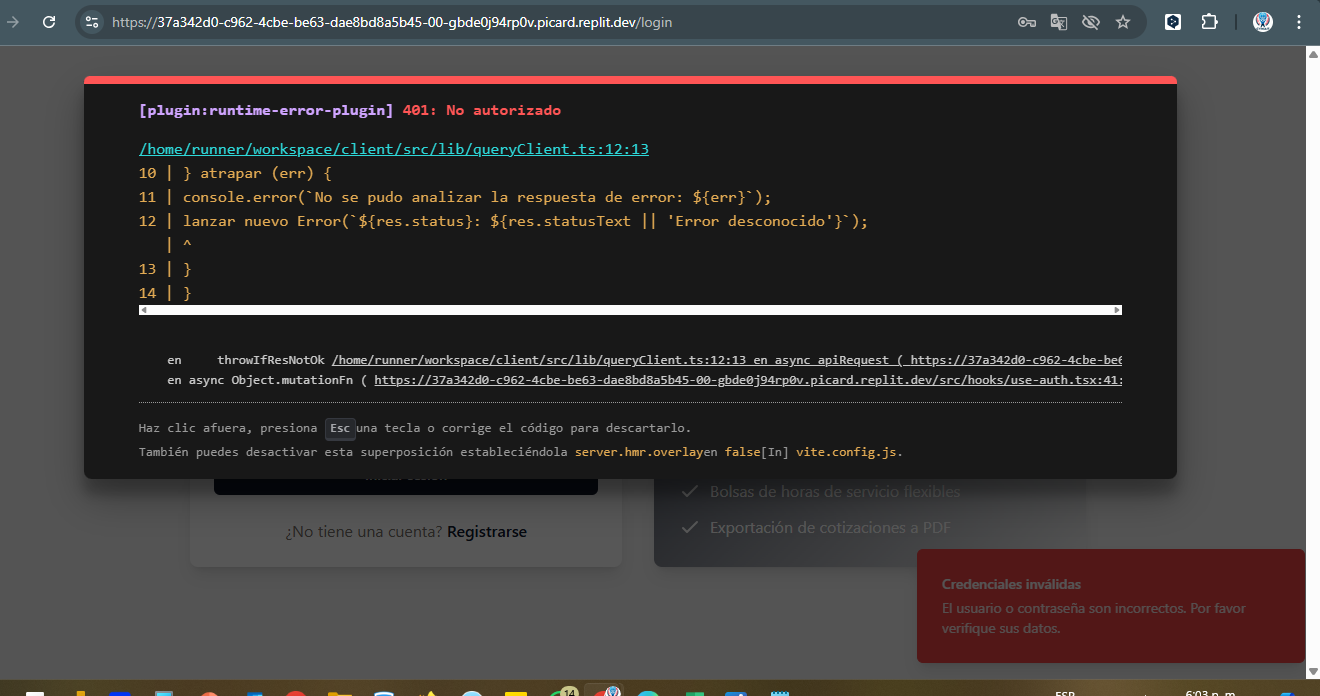 https://37a342d0-c962-4cbe-be63-dae8bd8a5b45-00-gbde0j94rp0v.picard.replit.dev/login
[plugin:runtime-error-plugin] 401: No autorizado
/home/runner/workspace/client/src/lib/queryClient.ts:12:13
10 | } atrapar (err) {
11 | console.error(`No se pudo analizar la respuesta de error: ${err}`);
12 | lanzar nuevo Error(`${res.status}: ${res.statusText || 'Error desconocido'}`);
| ^
13 | }
14 | }
en throwIfResNotOk /home/runner/workspace/client/src/lib/queryClient.ts:12:13 en async apiRequest ( https://37a342d0-c962-4cbe-be6
en async Object.mutationFn ( https://37a342d0-c962-4cbe-be63-dae8bd8a5b45-00-gbde0j94rp0v.picard.replit.dev/src/hooks/use-auth.tsx:41:
Haz clic afuera, presiona Esc una tecla o corrige el código para descartarlo.
También puedes desactivar esta superposición estableciéndola server.hmr.overlayen false[In] vite.config.js.
Bolsas de horas de servicio flexibles
¿No tiene una cuenta? Registrarse
Exportación de cotizaciones a PDF
Credenciales inválidas
El usuario o contraseña son incorrectos. Por favor
verifique sus datos.
14
ESP
6:03 p. m.